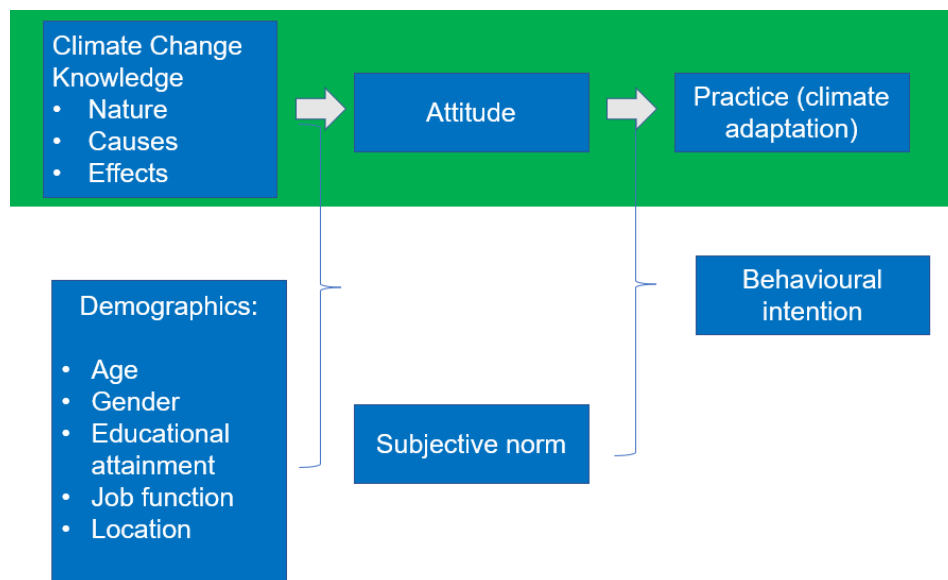 Climate Change
Knowledge
• Nature
• Causes
• Effects
Attitude
Practice (climate
adaptation)
Demographics:
• Age
• Gender
• Educational
attainment
• Job function
• Location
Subjective norm
Behavioural
intention